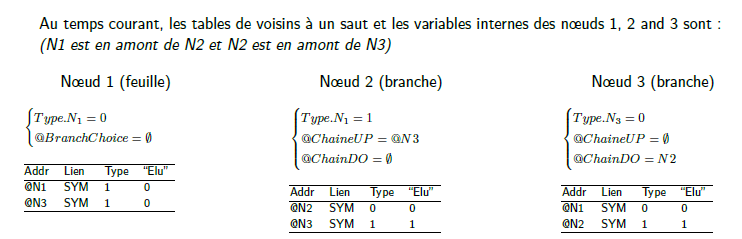 Au temps courant, les tables de voisins à un saut et les variables internes des nœuds 1, 2 and 3 sont :
(N1 est en amont de N2 et N2 est en amont de N3)
Nœud 1 (feuille)
Type.N₁ = 0
@BranchChoice = ∅
Addr Lien Type “Elu”
@N1 SYM 1 0
@N3 SYM 1 0
Nœud 2 (branche)
Type.N₁ = 1
@ChaineUP = @N3
@ChainDO = ∅
Addr Lien Type “Elu”
@N2 SYM 0 0
@N3 SYM 1 1
Nœud 3 (branche)
Type.N₃ = 0
@ChaineUP = ∅
@ChainDO = N2
Addr Lien Type “Elu”
@N1 SYM 0 0
@N2 SYM 1 1